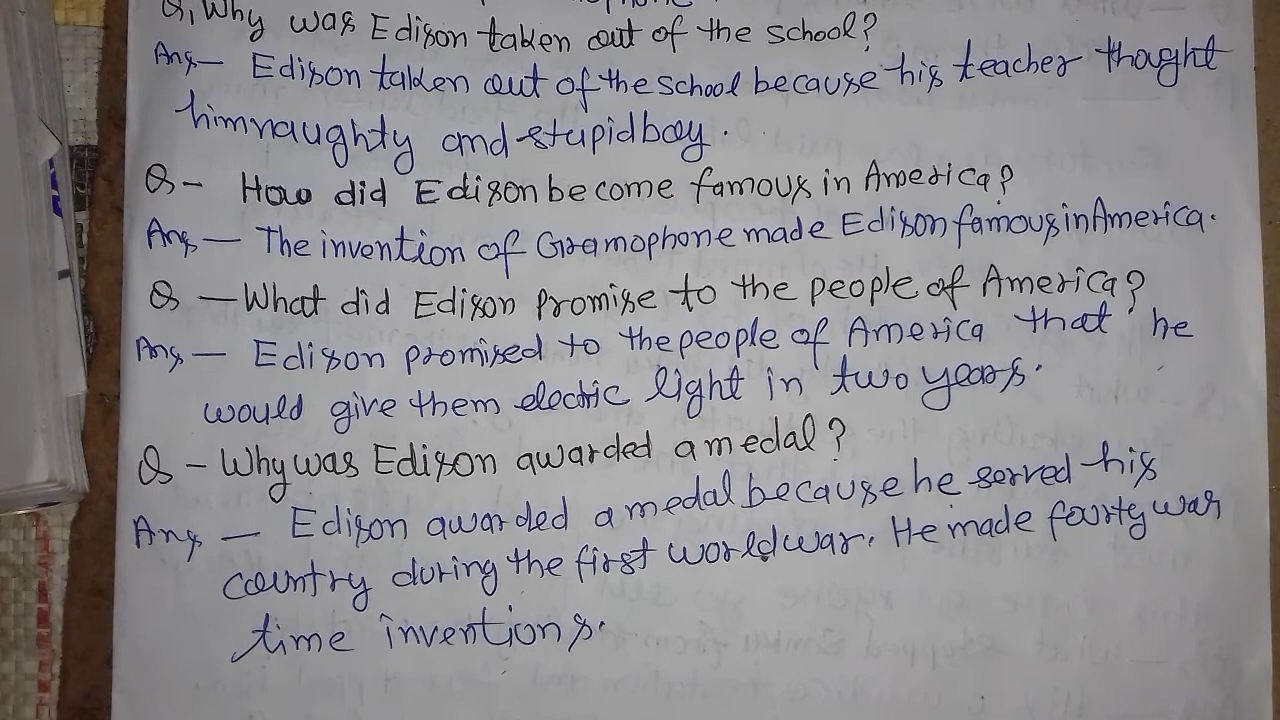 Q, Why was Edison taken out of the school?
Ans- Edison taken out of the school because his teacher thought
him naughty and stupid boy.
Q- How did Edison become famous in America?
Ans- The invention of Gramophone made Edison famous in America.
Q -What did Edison promise to the people of America?
Ans- Edison promised to the people of America that he
would give them electric light in two years.
Q - Why was Edison awarded a medal?
Ans - Edison awarded a medal because he served his
country during the first world war. He made fourty war
time inventions.